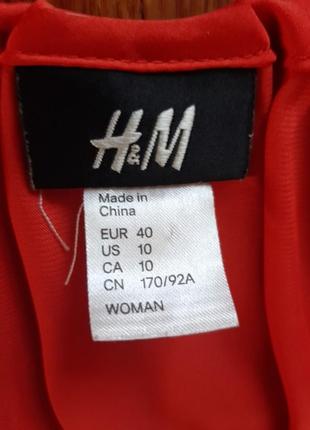 H&M
Made in
China
EUR 40
US 10
CA 10
CN 170/92A
WOMAN